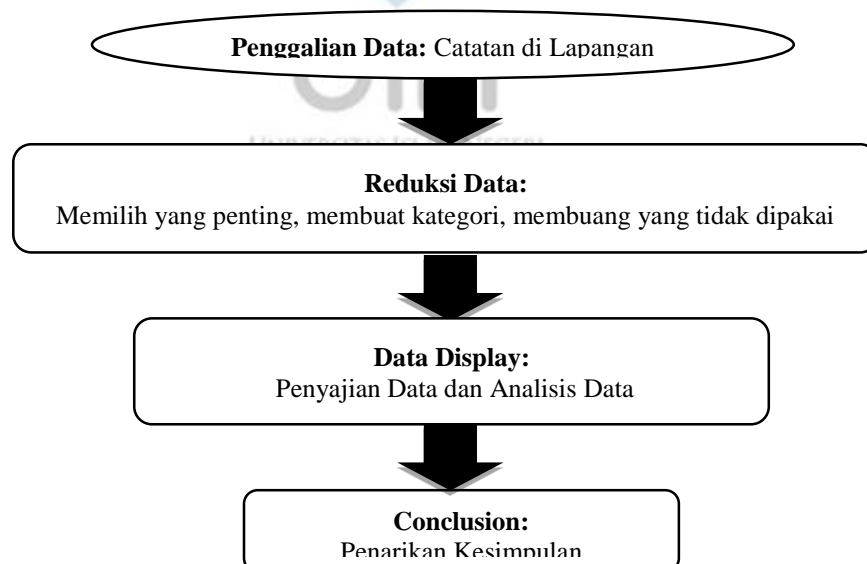 Penggalian Data: Catatan di Lapangan
Reduksi Data:
Memilih yang penting, membuat kategori, membuang yang tidak dipakai
Data Display:
Penyajian Data dan Analisis Data
Conclusion:
Penarikan Kesimpulan